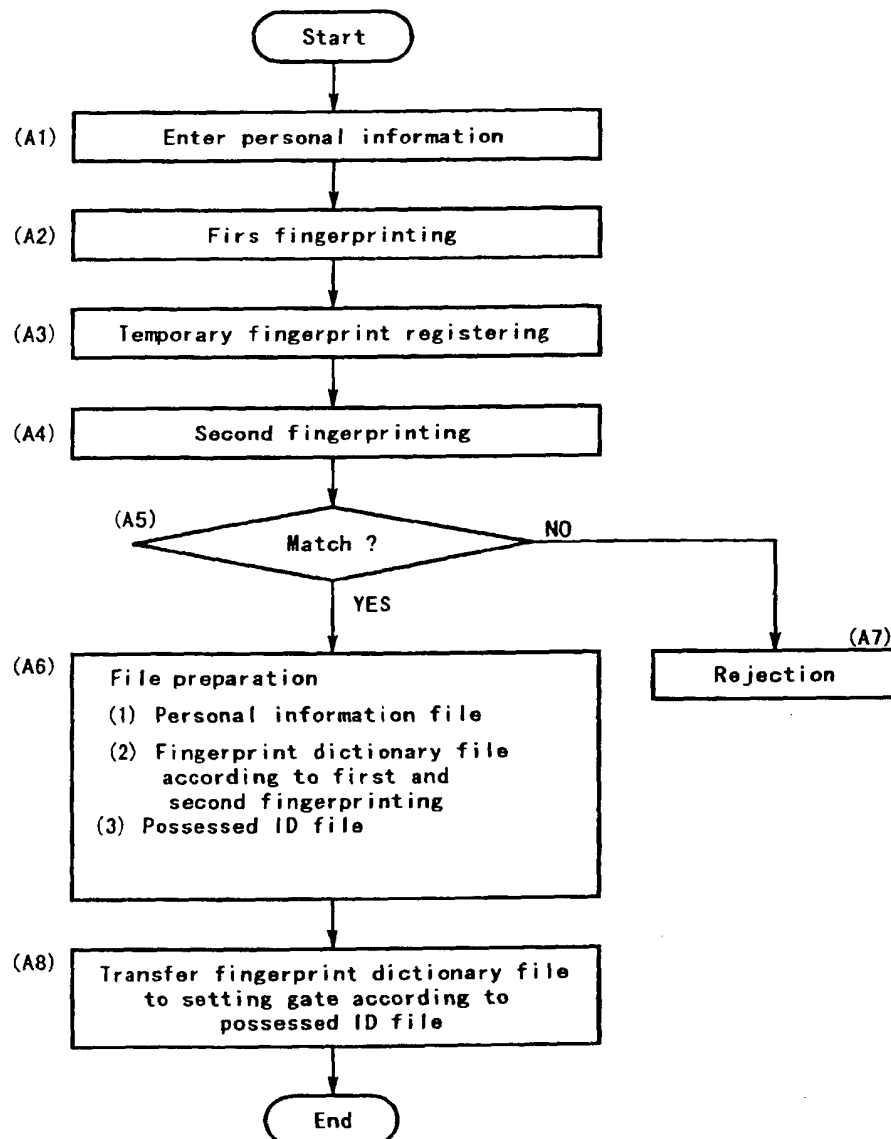 Start
(A1)
Enter personal information
(A2)
Firs fingerprinting
(A3)
Temporary fingerprint registering
(A4)
Second fingerprinting
(A5)
Match ?
NO
YES
(A6)
File preparation
(1) Personal information file
(2) Fingerprint dictionary file
according to first and
second fingerprinting
(3) Possessed ID file
(A7)
Rejection
(A8)
Transfer fingerprint dictionary file
to setting gate according to
possessed ID file
End